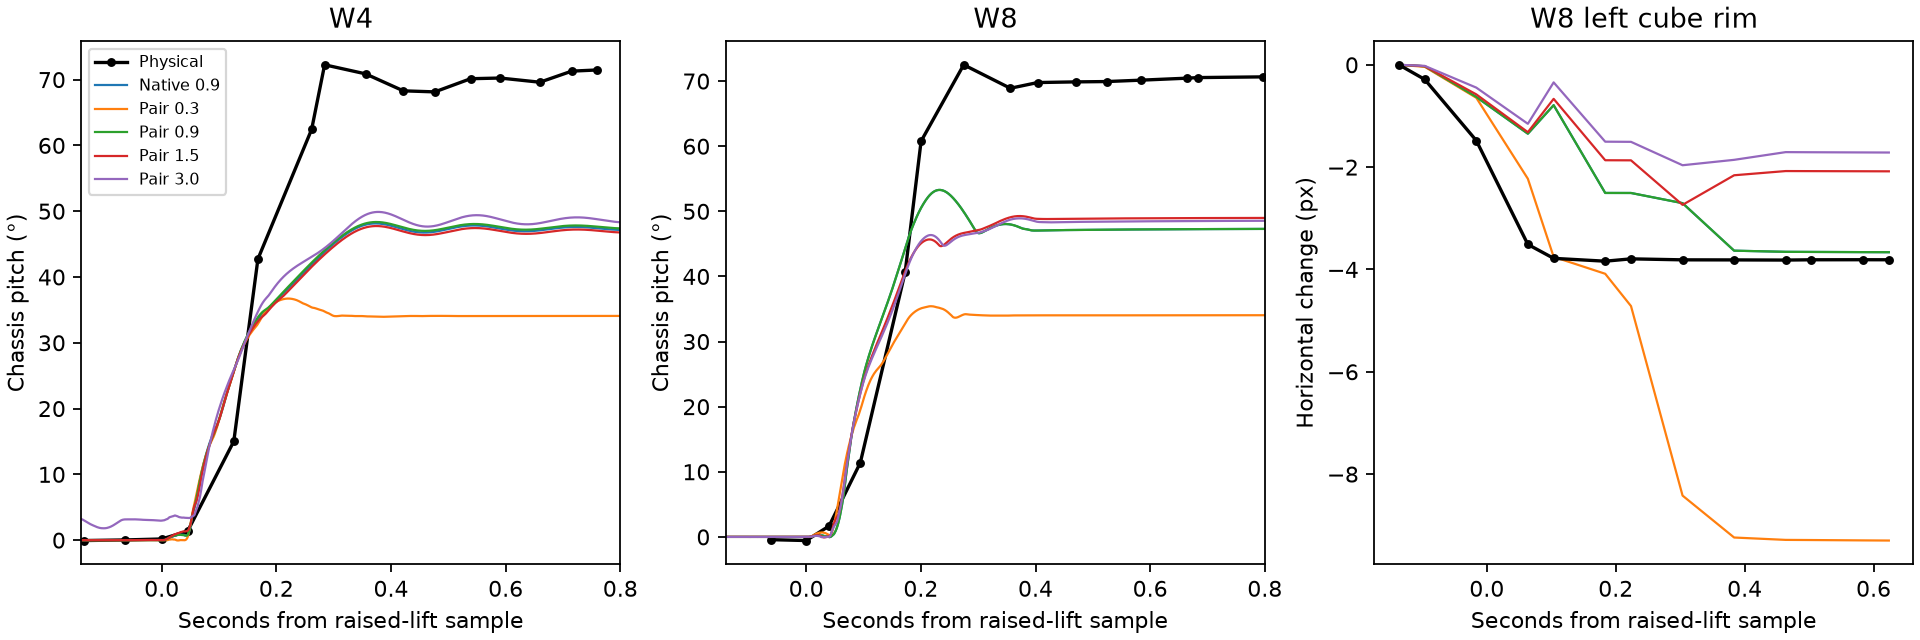 W4
Chassis pitch (°)
70
60
50
40
30
20
10
0
0.0 0.2 0.4 0.6 0.8
Seconds from raised-lift sample
Physical
Native 0.9
Pair 0.3
Pair 0.9
Pair 1.5
Pair 3.0
W8
Chassis pitch (°)
70
60
50
40
30
20
10
0
0.0 0.2 0.4 0.6 0.8
Seconds from raised-lift sample
W8 left cube rim
Horizontal change (px)
0
−2
−4
−6
−8
0.0 0.2 0.4 0.6
Seconds from raised-lift sample